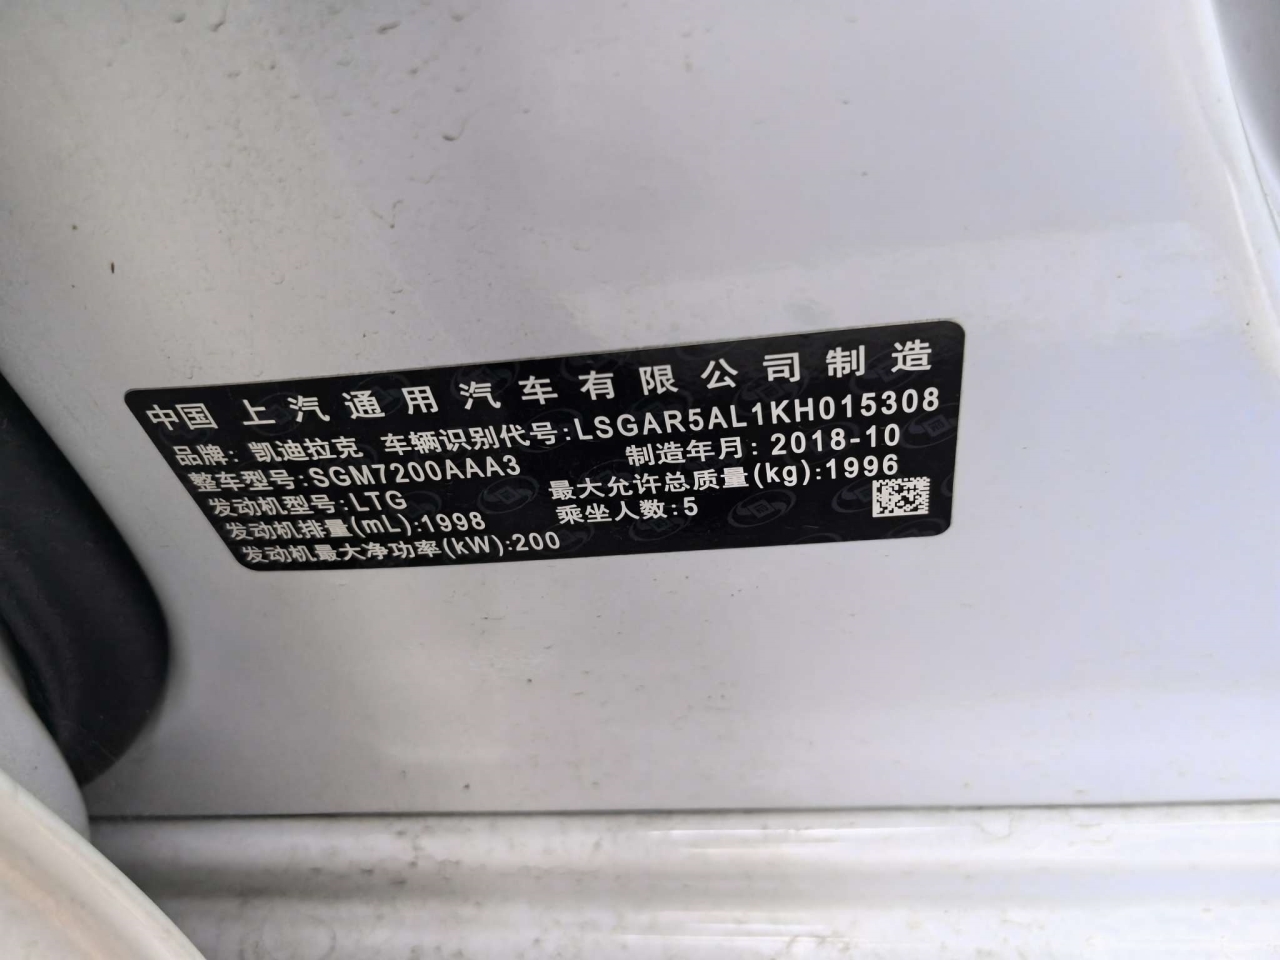 中国 上汽通用汽车有限公司制造
品牌: 凯迪拉克 车辆识别代号:LSGAR5AL1KH015308
整车型号:SGM7200AAA3 制造年月: 2018-10
发动机型号:LTG 最大允许总质量(kg):1996
发动机排量(mL):1998 乘坐人数:5
发动机最大净功率(kW):200